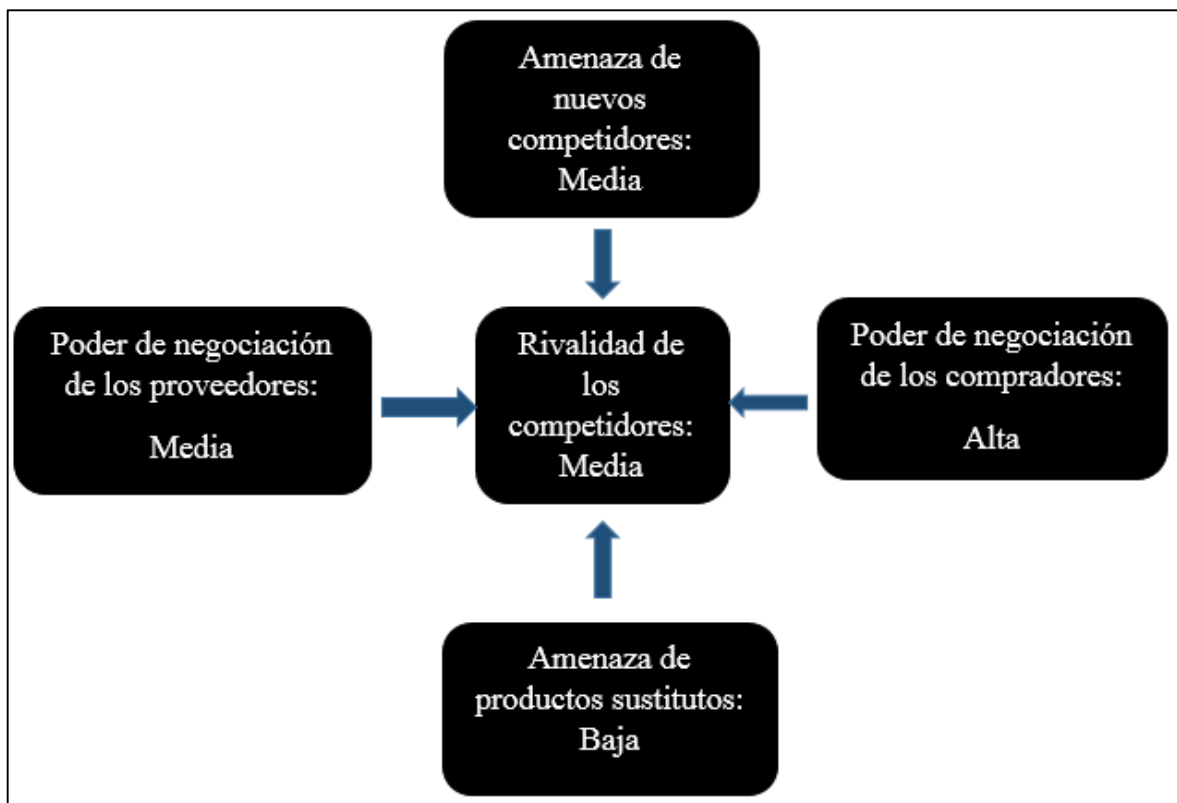 Amenaza de
nuevos
competidores:
Media
Poder de negociación
de los proveedores:
Media
Rivalidad de
los
competidores:
Media
Poder de negociación
de los compradores:
Alta
Amenaza de
productos sustitutos:
Baja